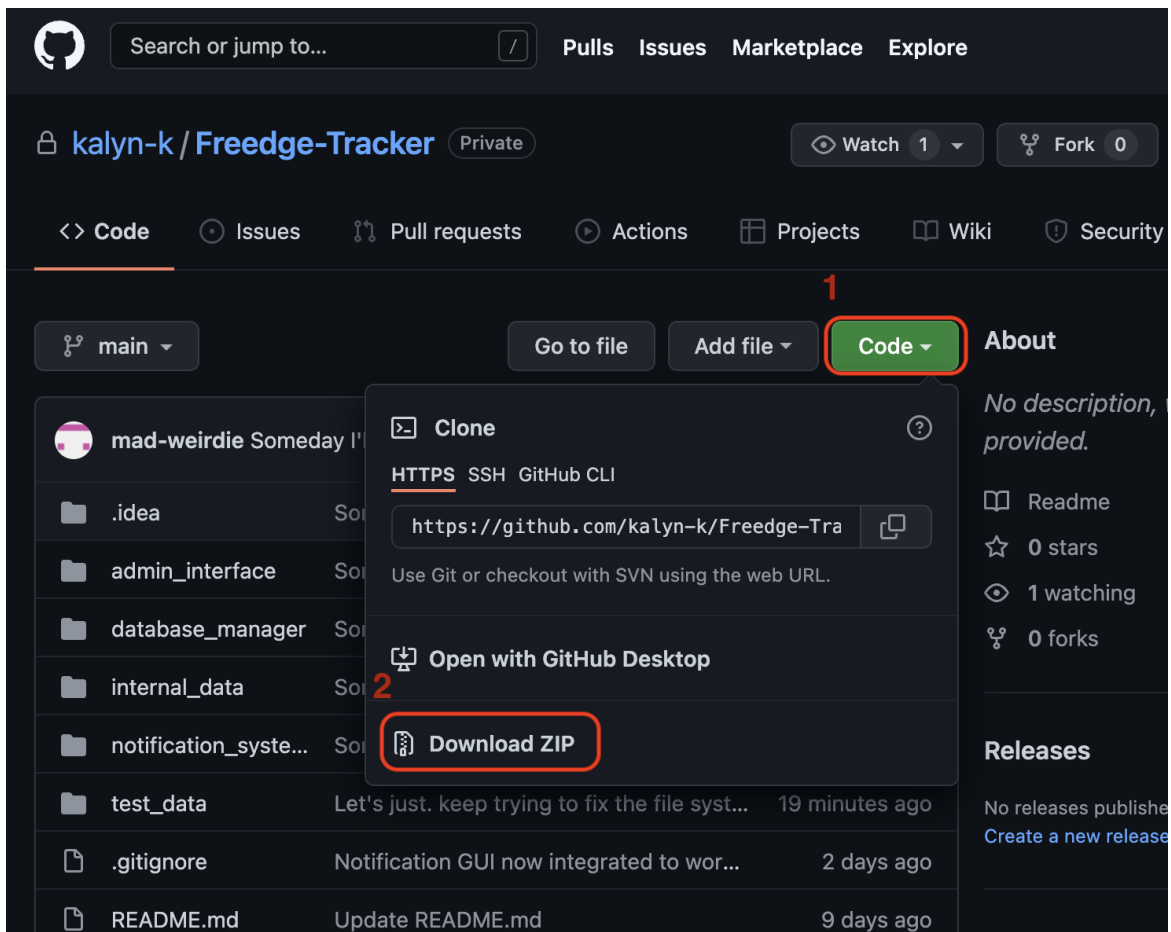 Search or jump to... /
Pulls Issues Marketplace Explore
kalyn-k / Freedge-Tracker Private
Watch 1
Fork 0
<> Code Issues Pull requests Actions Projects Wiki Security
1
main Go to file Add file Code
About
No description,
provided.
Readme
0 stars
1 watching
0 forks
Releases
No releases publishe
Create a new release
Clone
HTTPS SSH GitHub CLI
https://github.com/kalyn-k/Freedge-Tra
Use Git or checkout with SVN using the web URL.
Open with GitHub Desktop
2
Download ZIP
mad-weirdie Someday I'
.idea
admin_interface
database_manager
internal_data
notification_syste...
test_data Let's just. keep trying to fix the file syst... 19 minutes ago
.gitignore Notification GUI now integrated to wor... 2 days ago
README.md Update README.md 9 days ago